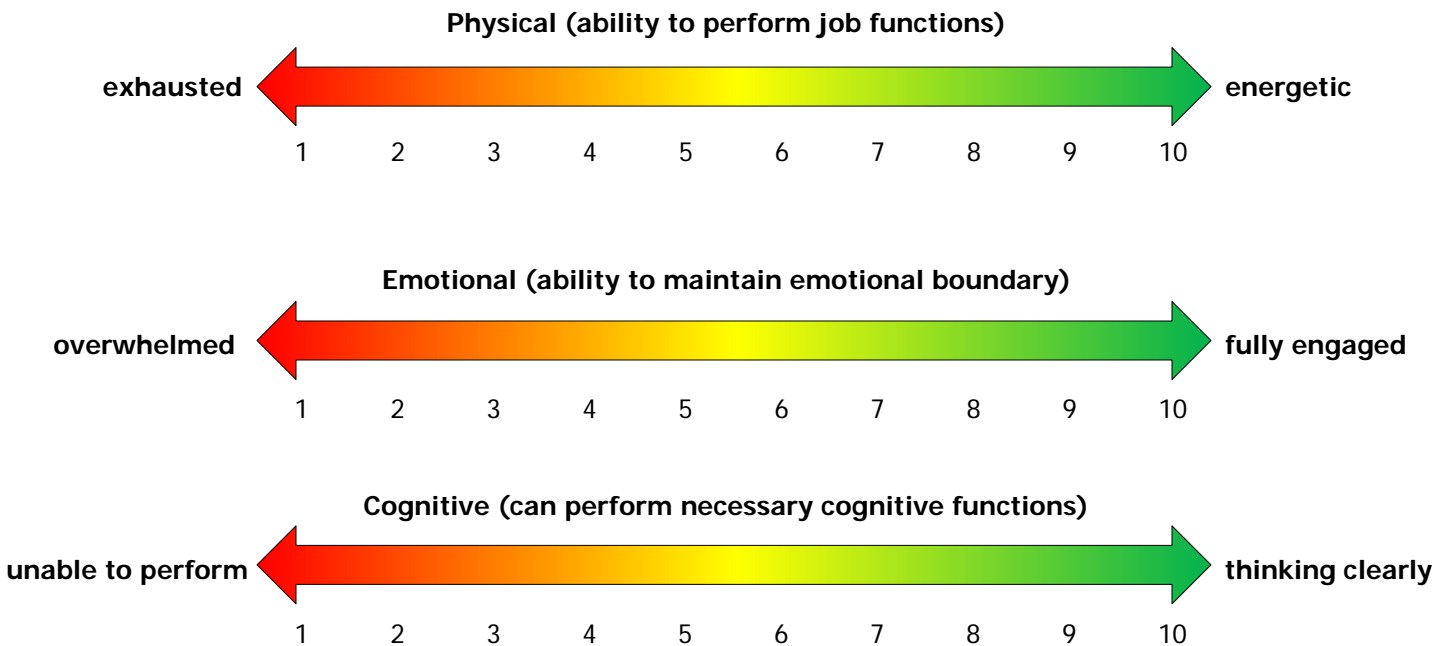 Physical (ability to perform job functions)
exhausted energetic
1 2 3 4 5 6 7 8 9 10
Emotional (ability to maintain emotional boundary)
overwhelmed fully engaged
1 2 3 4 5 6 7 8 9 10
Cognitive (can perform necessary cognitive functions)
unable to perform thinking clearly
1 2 3 4 5 6 7 8 9 10